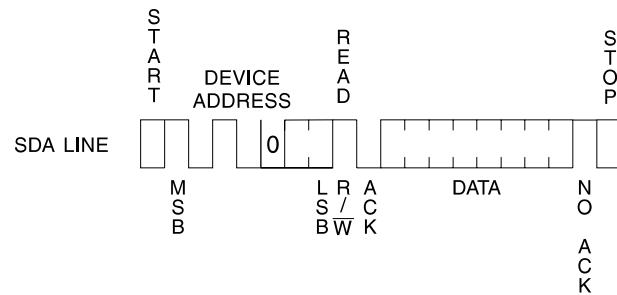 START
DEVICE
ADDRESS
READ
STOP
SDA LINE
0
MSB
LSB
R/W
ACK
DATA
NO ACK